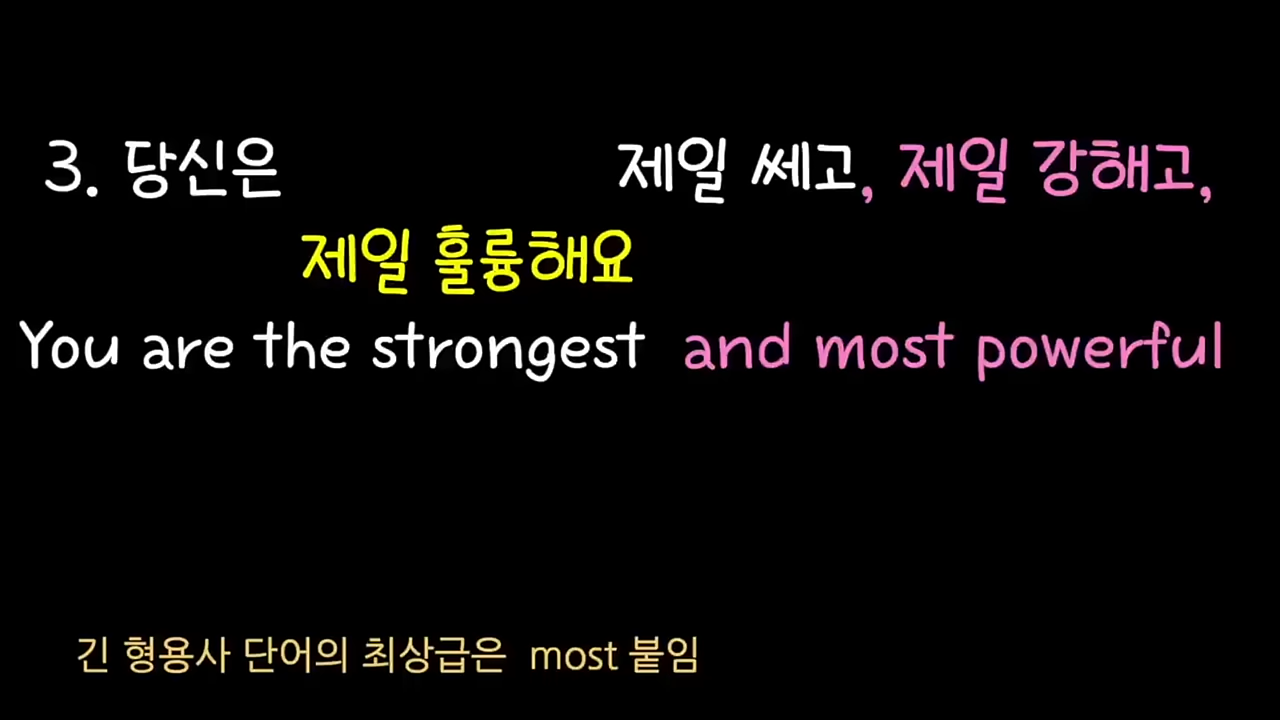 3. 당신은 제일 쎄고, 제일 강해고,
제일 훌륭해요
You are the strongest and most powerful
긴 형용사 단어의 최상급은 most 붙임